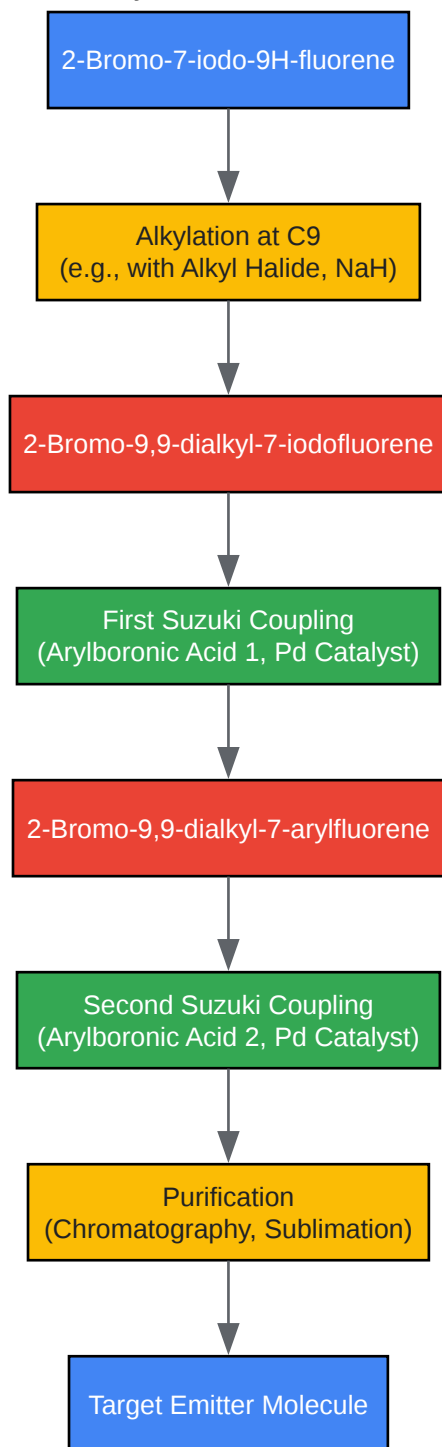 2-Bromo-7-iodo-9H-fluorene
Alkylation at C9
(e.g., with Alkyl Halide, NaH)
2-Bromo-9,9-dialkyl-7-iodofluorene
First Suzuki Coupling
(Arylboronic Acid 1, Pd Catalyst)
2-Bromo-9,9-dialkyl-7-arylfluorene
Second Suzuki Coupling
(Arylboronic Acid 2, Pd Catalyst)
Purification
(Chromatography, Sublimation)
Target Emitter Molecule